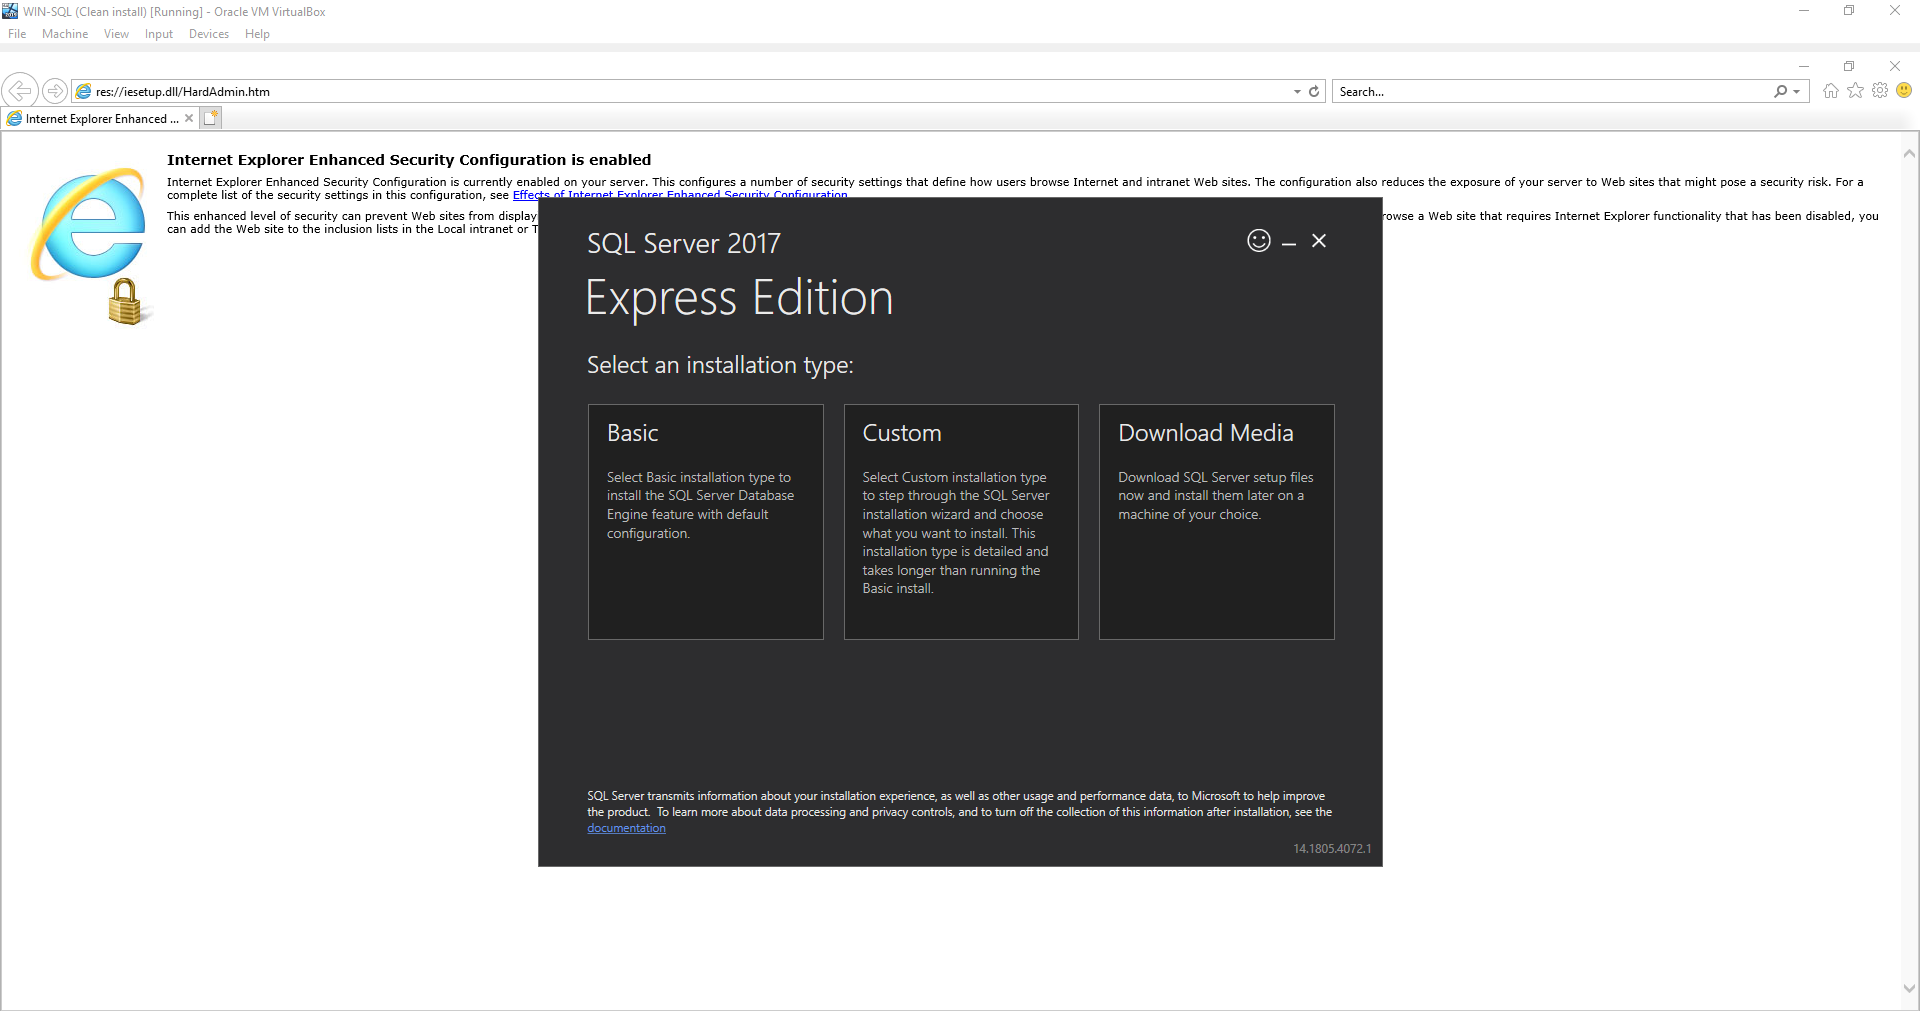 WIN-SQL (Clean install) [Running] - Oracle VM VirtualBox
File Machine View Input Devices Help
res://iesetup.dll/HardAdmin.htm
Search...
Internet Explorer Enhanced ...
Internet Explorer Enhanced Security Configuration is enabled
Internet Explorer Enhanced Security Configuration is currently enabled on your server. This configures a number of security settings that define how users browse Internet and intranet Web sites. The configuration also reduces the exposure of your server to Web sites that might pose a security risk. For a
complete list of the security settings in this configuration, see Effects of Internet Explorer Enhanced Security Configuration
This enhanced level of security can prevent Web sites from display
rowse a Web site that requires Internet Explorer functionality that has been disabled, you
can add the Web site to the inclusion lists in the Local intranet or T
SQL Server 2017
Express Edition
Select an installation type:
Basic
Select Basic installation type to
install the SQL Server Database
Engine feature with default
configuration.
Custom
Select Custom installation type
to step through the SQL Server
installation wizard and choose
what you want to install. This
installation type is detailed and
takes longer than running the
Basic install.
Download Media
Download SQL Server setup files
now and install them later on a
machine of your choice.
SQL Server transmits information about your installation experience, as well as other usage and performance data, to Microsoft to help improve
the product. To learn more about data processing and privacy controls, and to turn off the collection of this information after installation, see the
documentation
14.1805.4072.1